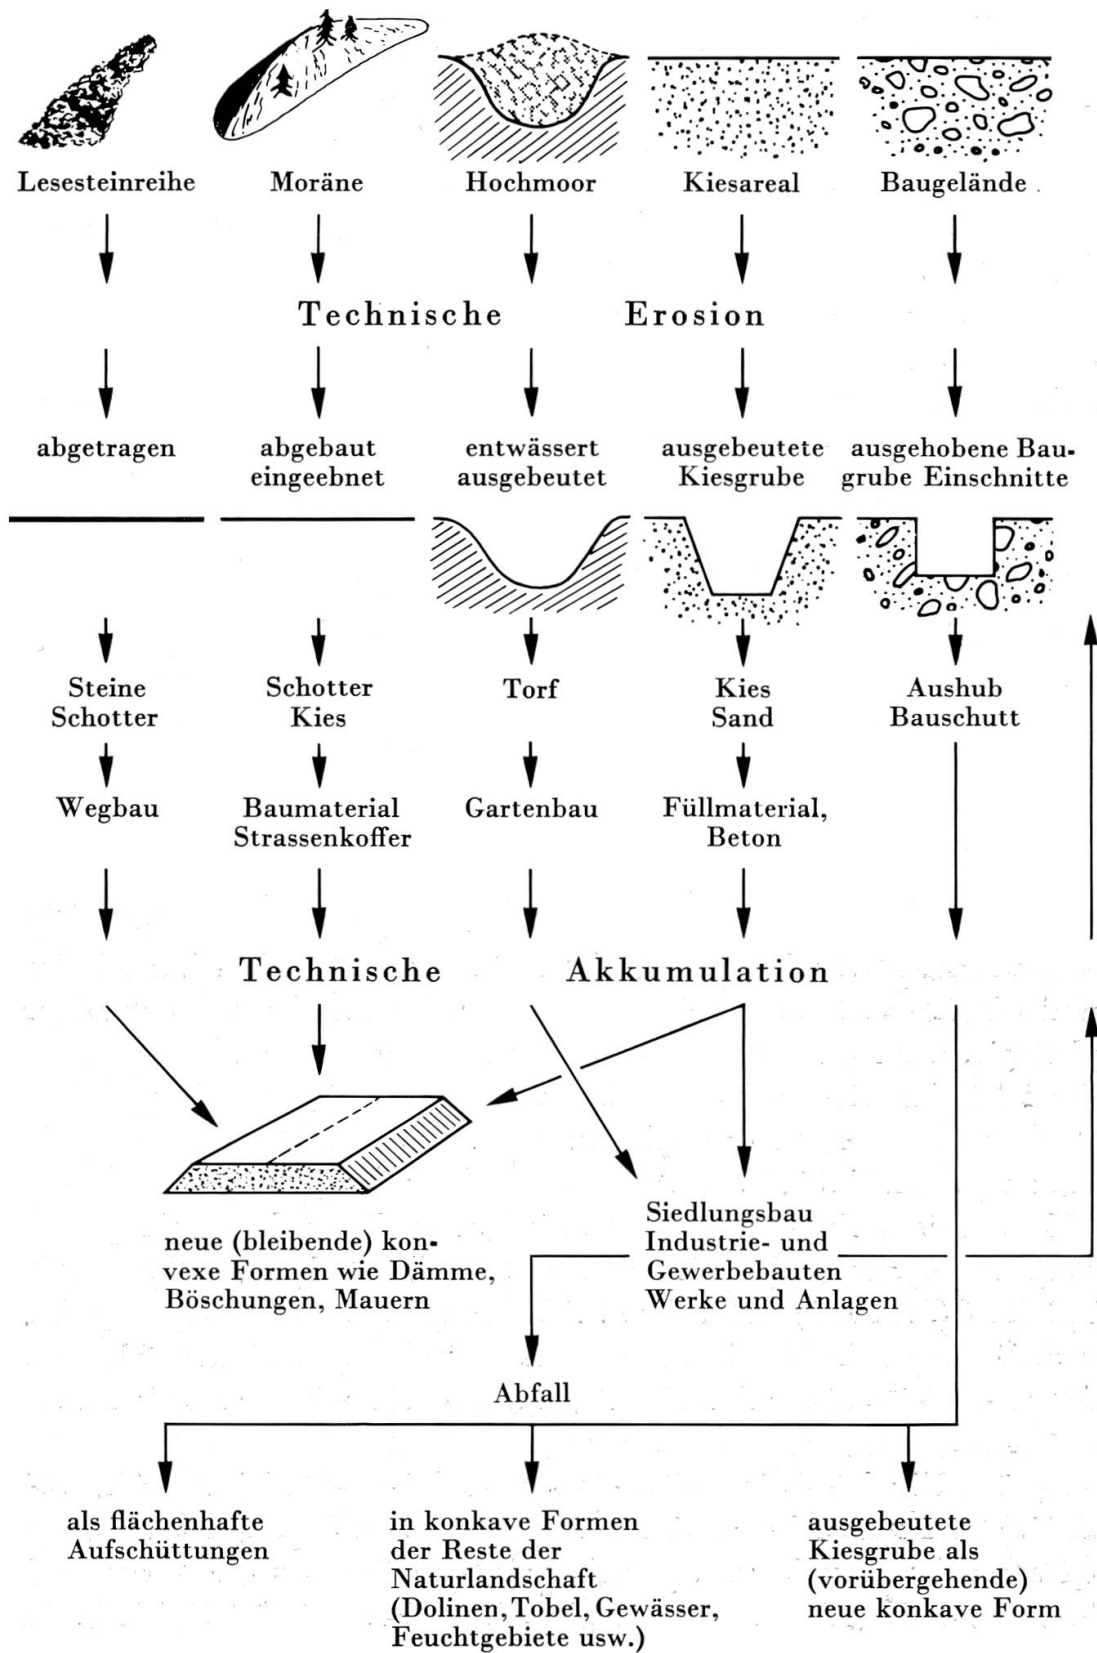 Lesesteinreihe Moräne Hochmoor Kiesareal Baugelände
Technische Erosion
abgetragen
abgebaut
eingeebnet
entwässert
ausgebeutet
ausgebeutete
Kiesgrube
ausgehobene Bau-
grube Einschnitte
Steine
Schotter
Schotter
Kies
Torf
Kies
Sand
Aushub
Bauschutt
Wegbau
Baumaterial
Strassenkoffer
Gartenbau
Füllmaterial,
Beton
Technische Akkumulation
neue (bleibende) kon-
vexe Formen wie Dämme,
Böschungen, Mauern
Siedlungsbau
Industrie- und
Gewerbebauten
Werke und Anlagen
Abfall
als flächenhafte
Aufschüttungen
in konkave Formen
der Reste der
Naturlandschaft
(Dolinen, Tobel, Gewässer,
Feuchtgebiete usw.)
ausgebeutete
Kiesgrube als
(vorübergehende)
neue konkave Form